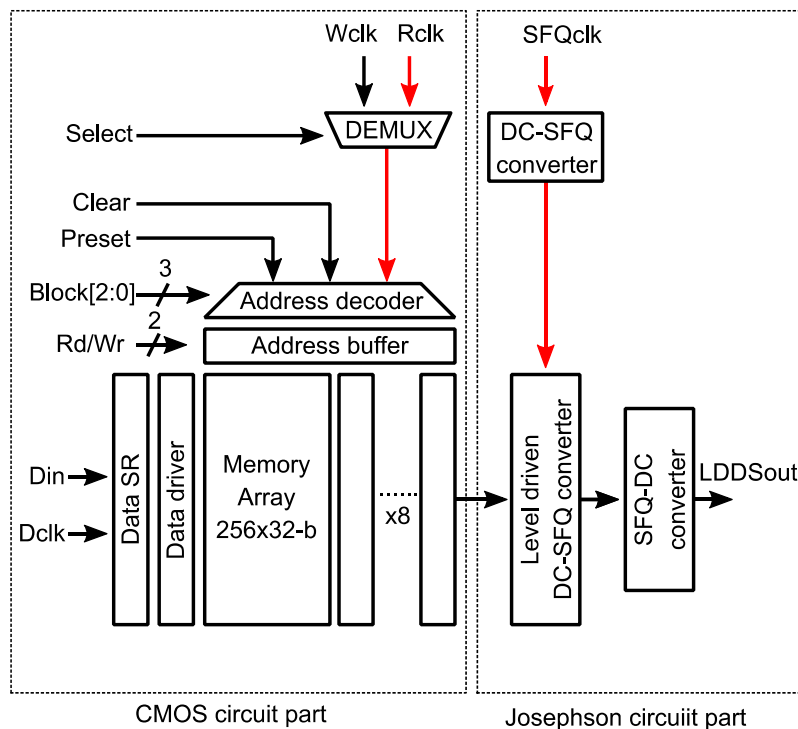 Wclk
Rclk
SFQclk
Select
DEMUX
DC-SFQ
converter
Clear
Preset
Block[2:0]
3
Address decoder
Rd/Wr
2
Address buffer
Din
Dclk
Data SR
Data driver
Memory
Array
256x32-b
x8
Level driven
DC-SFQ converter
SFQ-DC
converter
LDDSout
CMOS circuit part
Josephson circuiit part